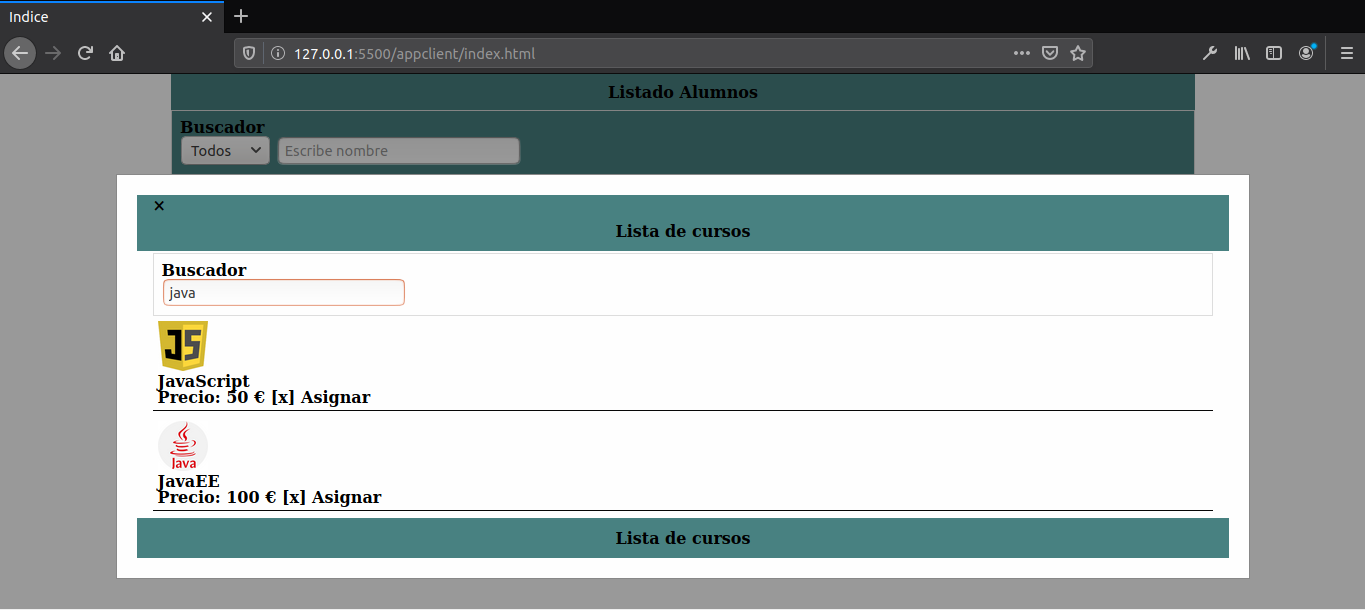 Indice
127.0.0.1:5500/appclient/index.html
Listado Alumnos
Buscador
Todos Escribe nombre
×
Lista de cursos
Buscador
java
JS
JavaScript
Precio: 50 € [x] Asignar
Java
JavaEE
Precio: 100 € [x] Asignar
Lista de cursos